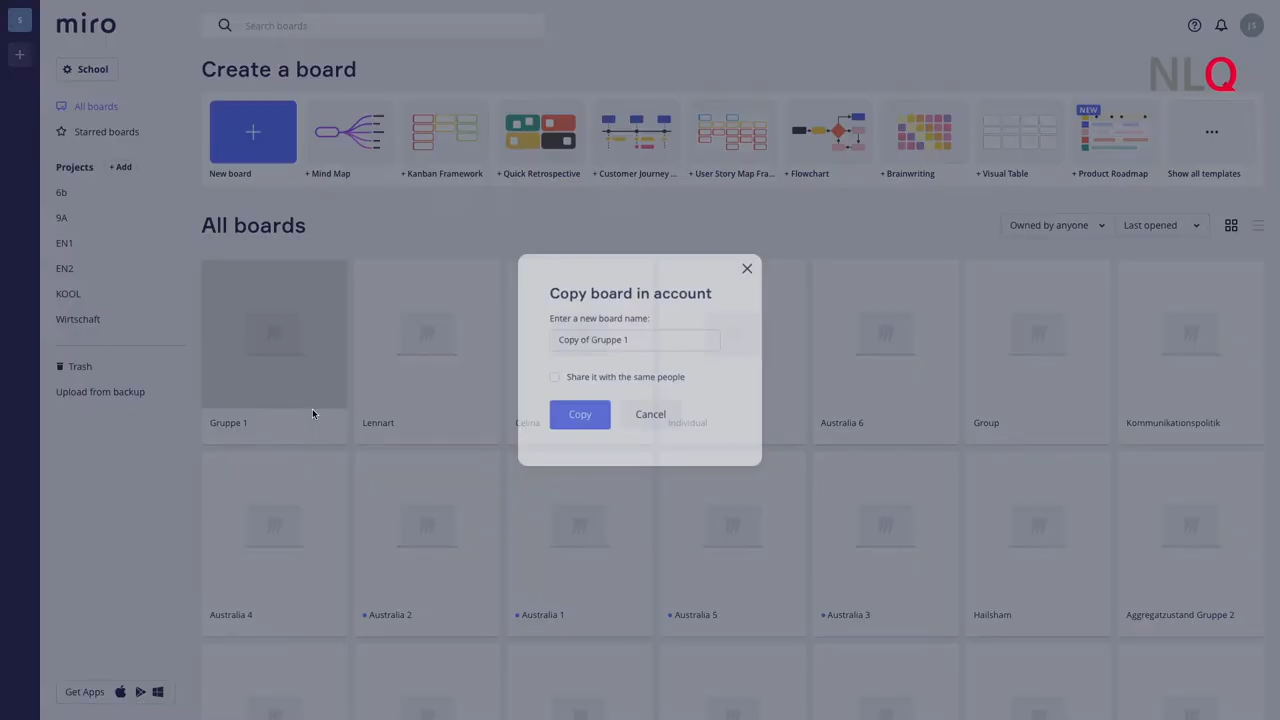 S
miro
Search boards
JS
School
Create a board
NLQ
All boards
Starred boards
NEW
New board
+ Mind Map
+ Kanban Framework
+ Quick Retrospective
+ Customer Journey ...
+ User Story Map Fra...
+ Flowchart
+ Brainwriting
+ Visual Table
+ Product Roadmap
Show all templates
Projects
+ Add
6b
9A
EN1
EN2
KOOL
Wirtschaft
Trash
Upload from backup
All boards
Owned by anyone
Last opened
Copy board in account
Enter a new board name:
Copy of Gruppe 1
Share it with the same people
Copy
Cancel
Gruppe 1
Lennart
Celina
Individual
Australia 6
Group
Kommunikationspolitik
Australia 4
Australia 2
Australia 1
Australia 5
Australia 3
Hailsham
Aggregatzustand Gruppe 2
Get Apps